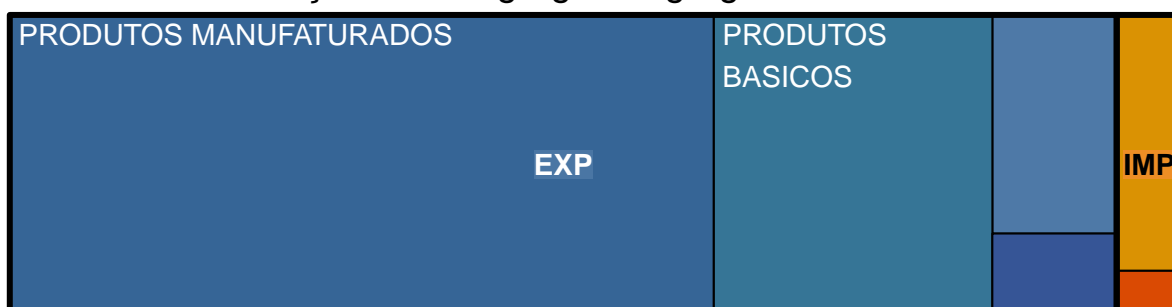 PRODUTOS MANUFATURADOS
PRODUTOS
BASICOS
EXP
IMP